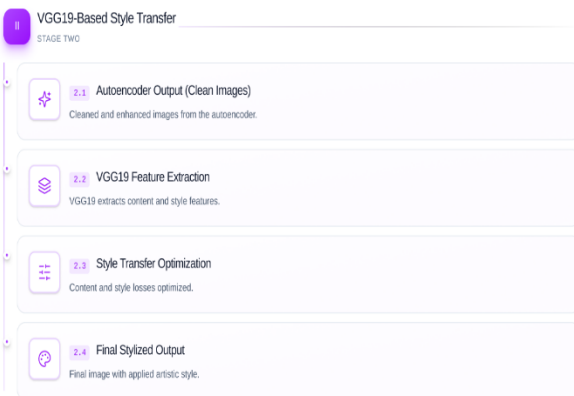 II
VGG19-Based Style Transfer
STAGE TWO
2.1 Autoencoder Output (Clean Images)
Cleaned and enhanced images from the autoencoder.
2.2 VGG19 Feature Extraction
VGG19 extracts content and style features.
2.3 Style Transfer Optimization
Content and style losses optimized.
2.4 Final Stylized Output
Final image with applied artistic style.